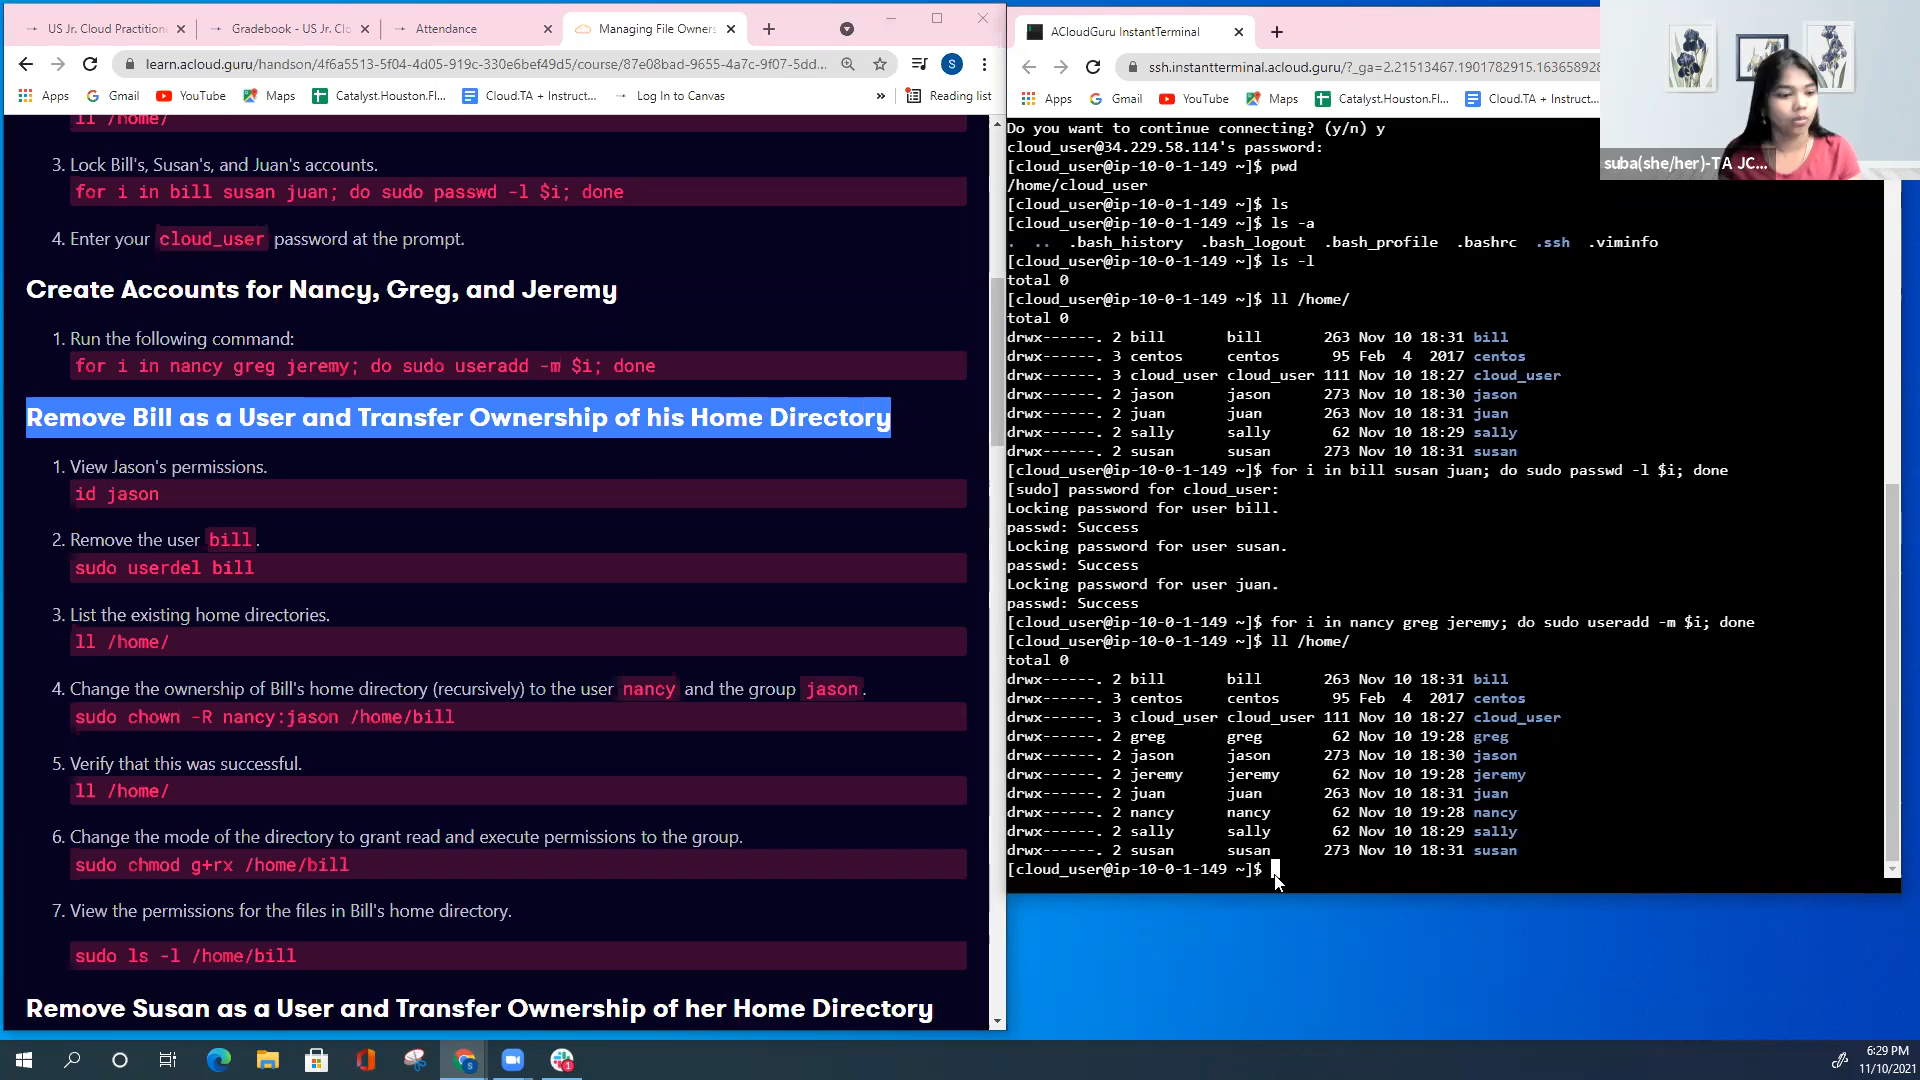 US Jr. Cloud Practition
Gradebook - US Jr. Clo
Attendance
Managing File Owners
learn.acloud.guru/handson/4f6a5513-5f04-4d05-919c-330e6bef49d5/course/87e08bad-9655-4a7c-9f07-5dd...
S
Apps
Gmail
YouTube
Maps
Catalyst.Houston.Fl...
Cloud.TA + Instruct...
Log In to Canvas
»
Reading list
ll /home/
3. Lock Bill's, Susan's, and Juan's accounts.
for i in bill susan juan; do sudo passwd -l $i; done
4. Enter your cloud_user password at the prompt.
Create Accounts for Nancy, Greg, and Jeremy
1. Run the following command:
for i in nancy greg jeremy; do sudo useradd -m $i; done
Remove Bill as a User and Transfer Ownership of his Home Directory
1. View Jason's permissions.
id jason
2. Remove the user bill.
sudo userdel bill
3. List the existing home directories.
ll /home/
4. Change the ownership of Bill's home directory (recursively) to the user nancy and the group jason.
sudo chown -R nancy:jason /home/bill
5. Verify that this was successful.
ll /home/
6. Change the mode of the directory to grant read and execute permissions to the group.
sudo chmod g+rx /home/bill
7. View the permissions for the files in Bill's home directory.
sudo ls -l /home/bill
Remove Susan as a User and Transfer Ownership of her Home Directory
ACloudGuru InstantTerminal
ssh.instantterminal.acloud.guru/?_ga=2.21513467.1901782915.163658928
Apps
Gmail
YouTube
Maps
Catalyst.Houston.Fl...
Cloud.TA + Instruct...
Do you want to continue connecting? (y/n) y
cloud_user@34.229.58.114's password:
[cloud_user@ip-10-0-1-149 ~]$ pwd
/home/cloud_user
[cloud_user@ip-10-0-1-149 ~]$ ls
[cloud_user@ip-10-0-1-149 ~]$ ls -a
. .. .bash_history .bash_logout .bash_profile .bashrc .ssh .viminfo
[cloud_user@ip-10-0-1-149 ~]$ ls -l
total 0
[cloud_user@ip-10-0-1-149 ~]$ ll /home/
total 0
drwx------. 2 bill bill 263 Nov 10 18:31 bill
drwx------. 3 centos centos 95 Feb 4 2017 centos
drwx------. 3 cloud_user cloud_user 111 Nov 10 18:27 cloud_user
drwx------. 2 jason jason 273 Nov 10 18:30 jason
drwx------. 2 juan juan 263 Nov 10 18:31 juan
drwx------. 2 sally sally 62 Nov 10 18:29 sally
drwx------. 2 susan susan 273 Nov 10 18:31 susan
[cloud_user@ip-10-0-1-149 ~]$ for i in bill susan juan; do sudo passwd -l $i; done
[sudo] password for cloud_user:
Locking password for user bill.
passwd: Success
Locking password for user susan.
passwd: Success
Locking password for user juan.
passwd: Success
[cloud_user@ip-10-0-1-149 ~]$ for i in nancy greg jeremy; do sudo useradd -m $i; done
[cloud_user@ip-10-0-1-149 ~]$ ll /home/
total 0
drwx------. 2 bill bill 263 Nov 10 18:31 bill
drwx------. 3 centos centos 95 Feb 4 2017 centos
drwx------. 3 cloud_user cloud_user 111 Nov 10 18:27 cloud_user
drwx------. 2 greg greg 62 Nov 10 19:28 greg
drwx------. 2 jason jason 273 Nov 10 18:30 jason
drwx------. 2 jeremy jeremy 62 Nov 10 19:28 jeremy
drwx------. 2 juan juan 263 Nov 10 18:31 juan
drwx------. 2 nancy nancy 62 Nov 10 19:28 nancy
drwx------. 2 sally sally 62 Nov 10 18:29 sally
drwx------. 2 susan susan 273 Nov 10 18:31 susan
[cloud_user@ip-10-0-1-149 ~]$
suba(she/her)-TA JC...
6:29 PM
11/10/2021